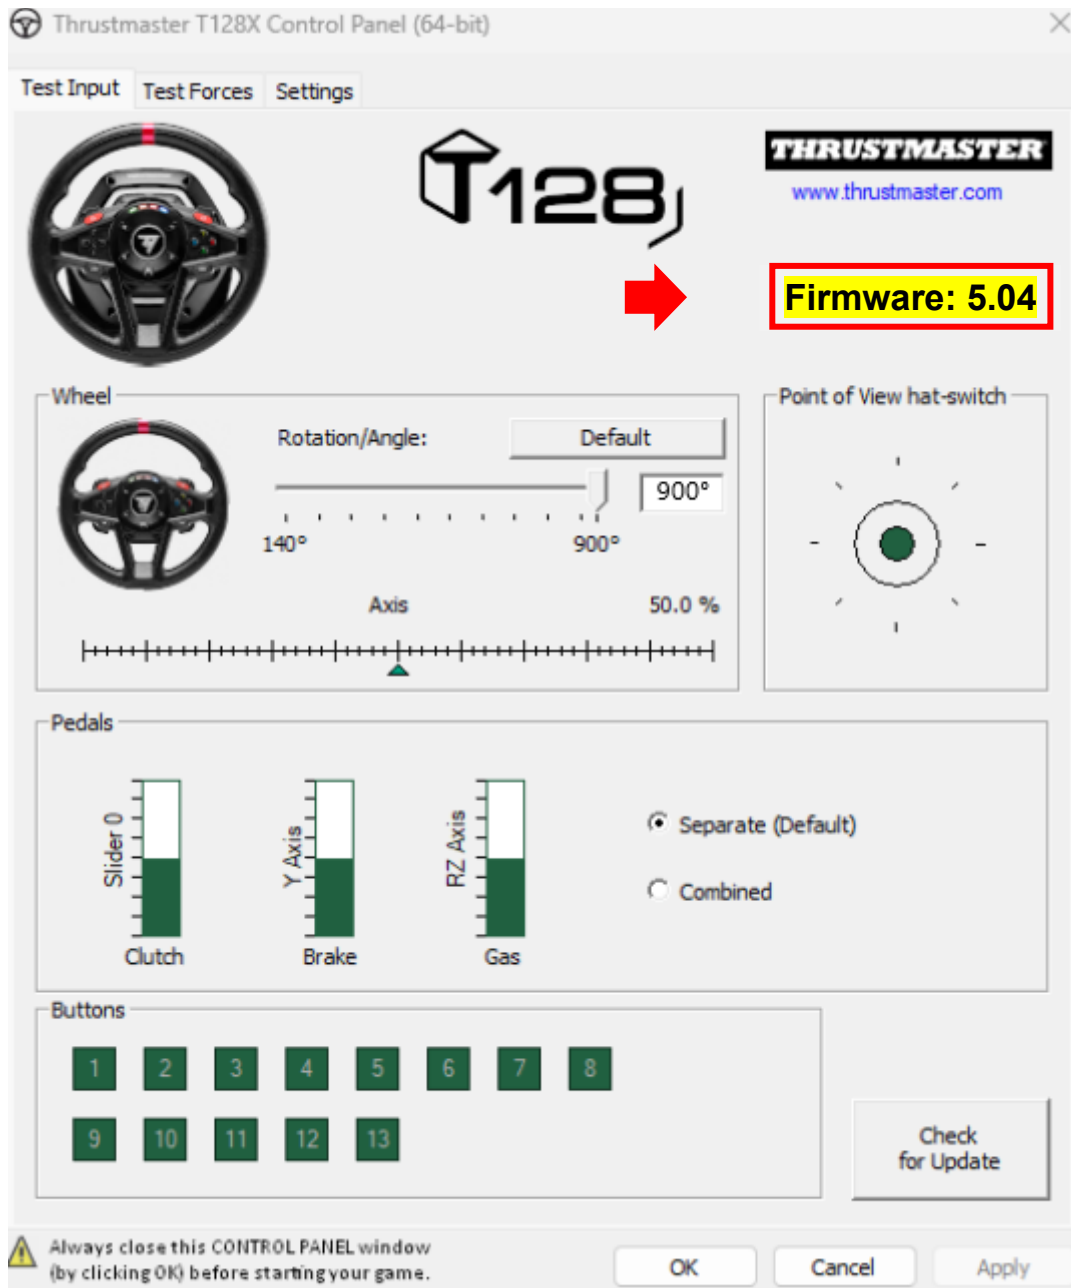 Thrustmaster T128X Control Panel (64-bit)
Test Input Test Forces Settings
T128
THRUSTMASTER
www.thrustmaster.com
Firmware: 5.04
Wheel
Rotation/Angle: Default
900°
140° 900°
Axis 50.0 %
Point of View hat-switch
Pedals
Slider 0
Clutch
Y Axis
Brake
RZ Axis
Gas
Separate (Default)
Combined
Buttons
1 2 3 4 5 6 7 8
9 10 11 12 13
Check
for Update
Always close this CONTROL PANEL window
(by clicking OK) before starting your game.
OK Cancel Apply